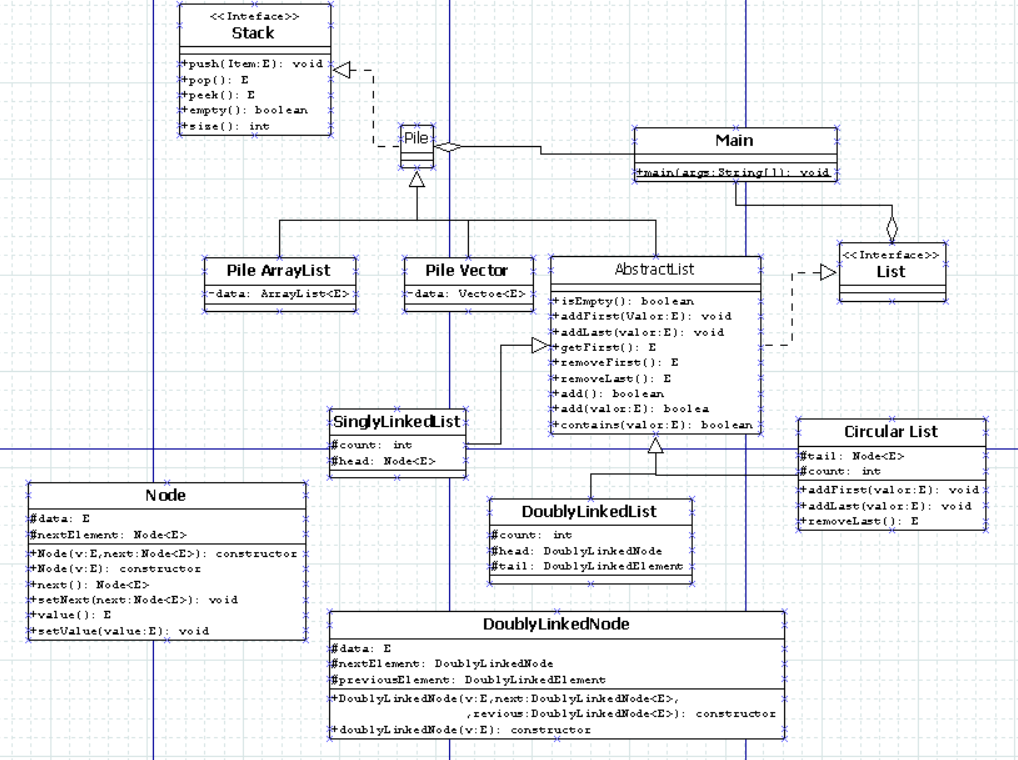 <<Inteface>>
Stack
+push(Item:E): void
+pop(): E
+peek(): E
+empty(): boolean
+size(): int
Pile
Main
+main(args:String[]): void
<<Interface>>
List
Pile ArrayList
-data: ArrayList<E>
Pile Vector
-data: Vectoe<E>
AbstractList
+isEmpty(): boolean
+addFirst(Valor:E): void
+addLast(valor:E): void
+getFirst(): E
+removeFirst(): E
+removeLast(): E
+add(): boolean
+add(valor:E): boolea
+contains(valor:E): boolean
SinglyLinkedList
#count: int
#head: Node<E>
Circular List
#tail: Node<E>
#count: int
+addFirst(valor:E): void
+addLast(valor:E): void
+removeLast(): E
Node
#data: E
#nextElement: Node<E>
+Node(v:E,next:Node<E>): constructor
+Node(v:E): constructor
+next(): Node<E>
+setNext(next:Node<E>): void
+value(): E
+setValue(value:E): void
DoublyLinkedList
#count: int
#head: DoublyLinkedNode
#tail: DoublyLinkedElement
DoublyLinkedNode
#data: E
#nextElement: DoublyLinkedNode
#previousElement: DoublyLinkedElement
+DoublyLinkedNode(v:E,next:DoublyLinkedNode<E>,
,revious:DoublyLinkedNode<E>): constructor
+doublyLinkedNode(v:E): constructor